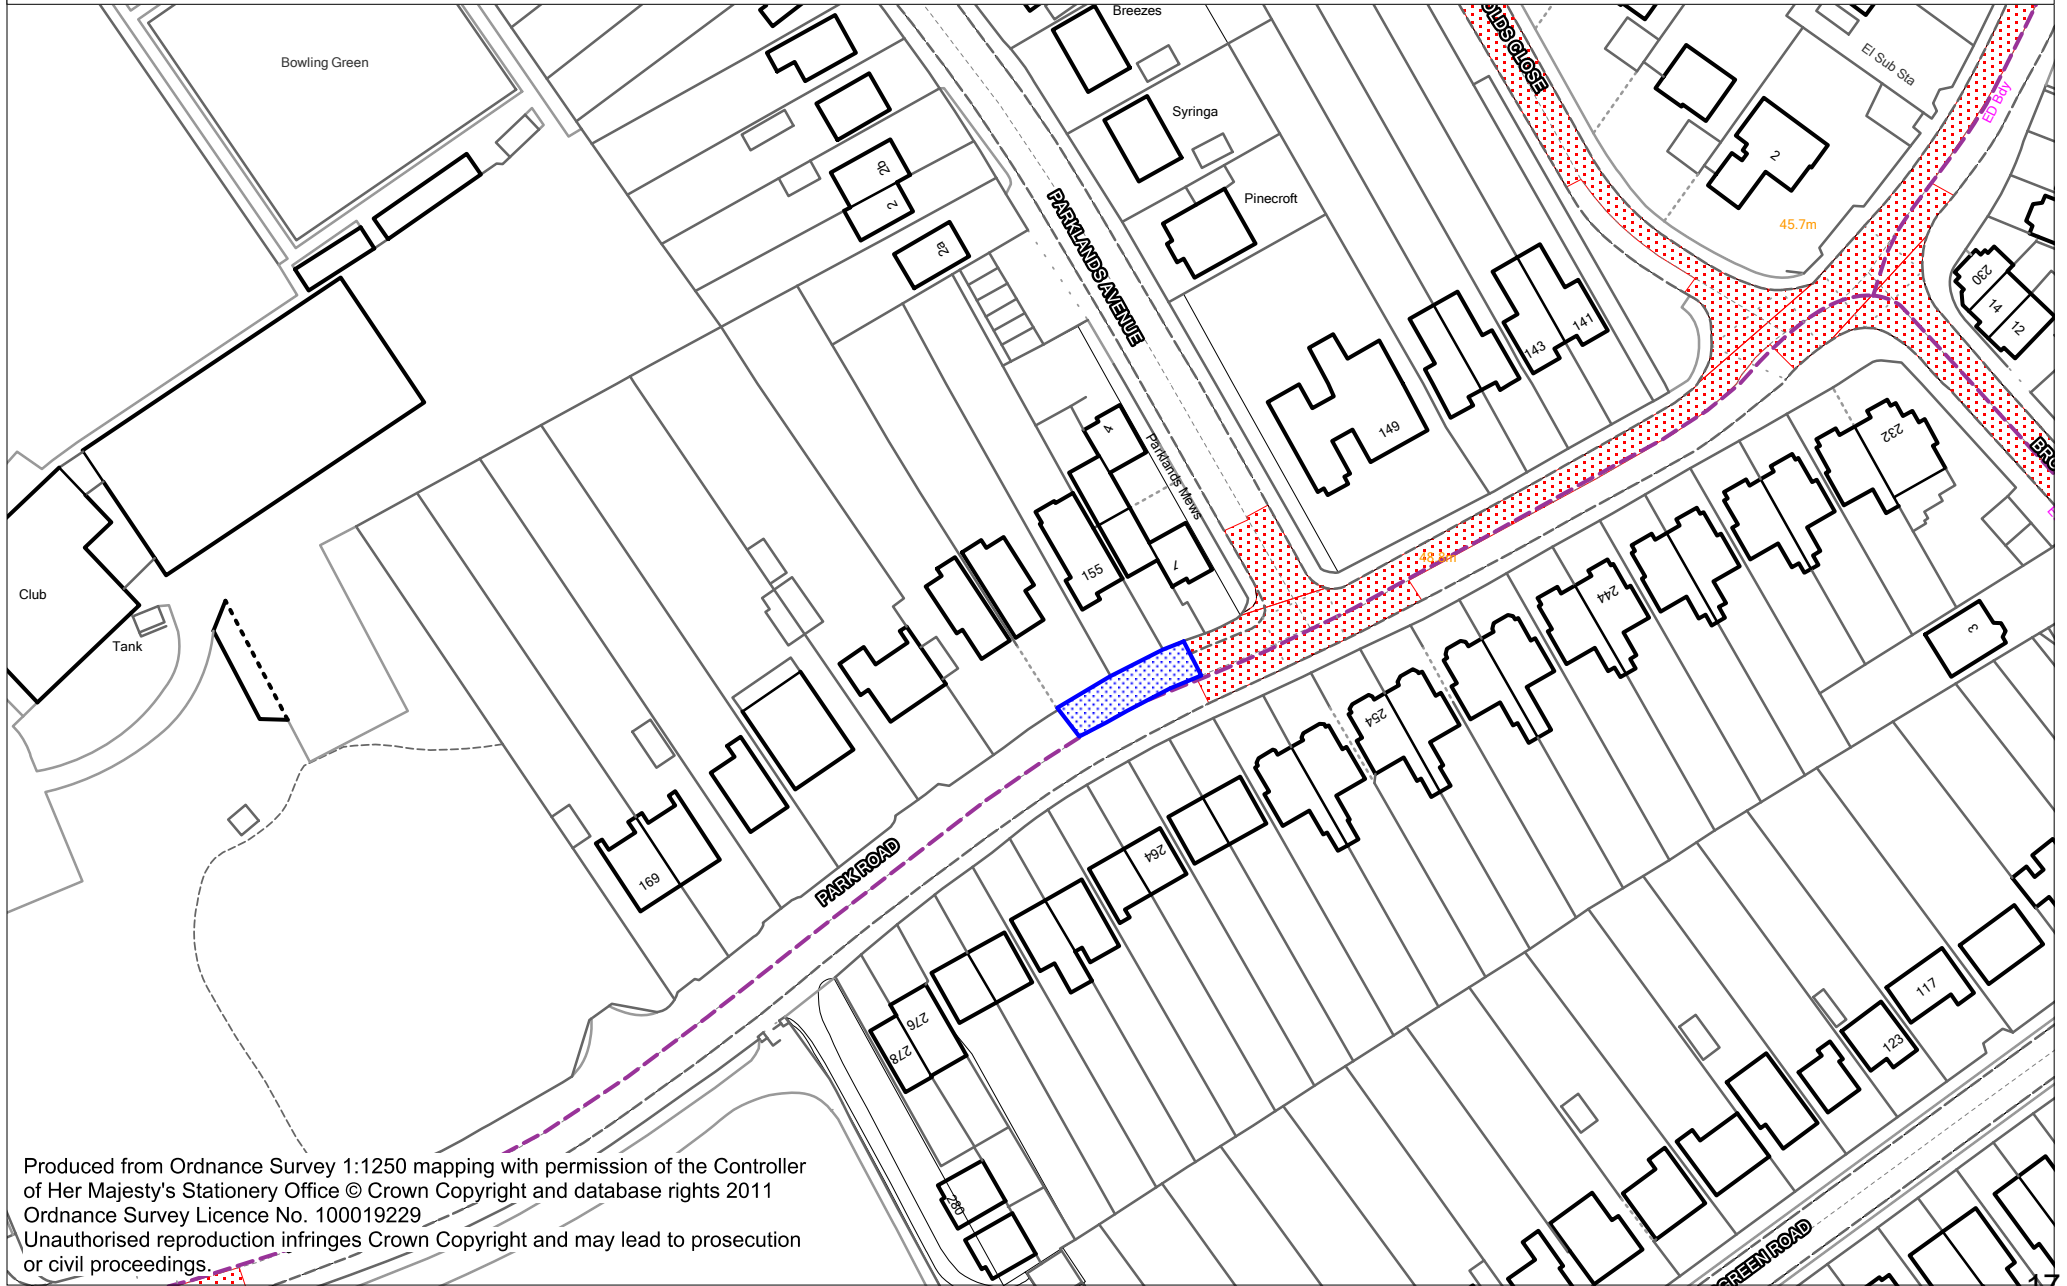 Breezes
OLDS CLOSE
Bowling Green
El Sub Sta
ED Bdy
Syringa
2
2b
2
Pinecroft
45.7m
2a
PARKLANDS AVENUE
230
14
12
141
143
149
4
232
Parklands Mews
155
7
244
Club
Tank
3
254
PARK ROAD
264
169
276
278
117
123
280
GREEN ROAD
Produced from Ordnance Survey 1:1250 mapping with permission of the Controller
of Her Majesty's Stationery Office © Crown Copyright and database rights 2011
Ordnance Survey Licence No. 100019229
Unauthorised reproduction infringes Crown Copyright and may lead to prosecution
or civil proceedings.
17